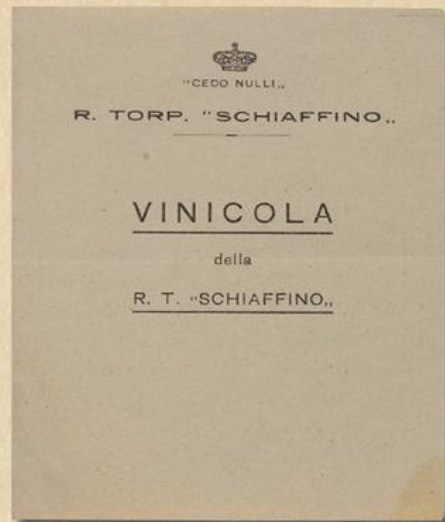 "CEDO NULLI„
R. TORP. "SCHIAFFINO„
VINICOLA
della
R. T. "SCHIAFFINO„